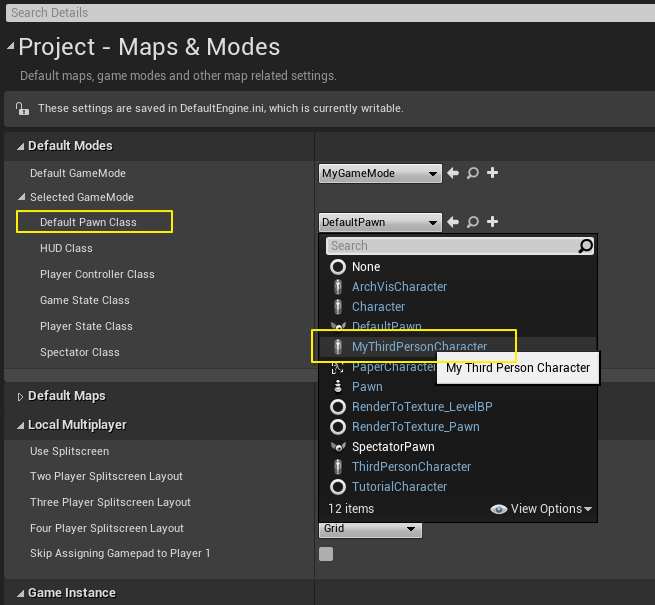 Search Details
Project - Maps & Modes
Default maps, game modes and other map related settings.
These settings are saved in DefaultEngine.ini, which is currently writable.
Default Modes
Default GameMode
MyGameMode
Selected GameMode
Default Pawn Class
DefaultPawn
HUD Class
Player Controller Class
Game State Class
Player State Class
Spectator Class
Search
None
ArchVisCharacter
Character
DefaultPawn
MyThirdPersonCharacter
My Third Person Character
PaperCharacter
Pawn
RenderToTexture_LevelBP
RenderToTexture_Pawn
SpectatorPawn
ThirdPersonCharacter
TutorialCharacter
12 items
View Options
Default Maps
Local Multiplayer
Use Splitscreen
Two Player Splitscreen Layout
Three Player Splitscreen Layout
Four Player Splitscreen Layout
Grid
Skip Assigning Gamepad to Player 1
Game Instance